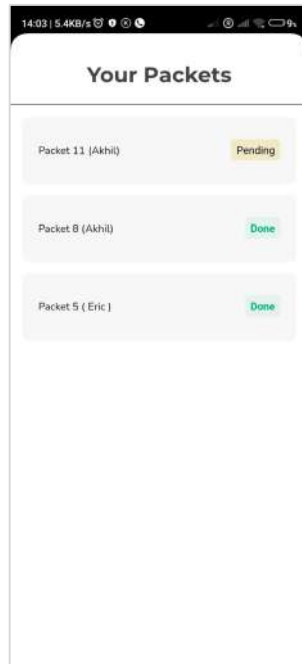 14:03 | 5.4KB/s
Your Packets
Packet 11 (Akhil) Pending
Packet 8 (Akhil) Done
Packet 5 ( Eric ) Done